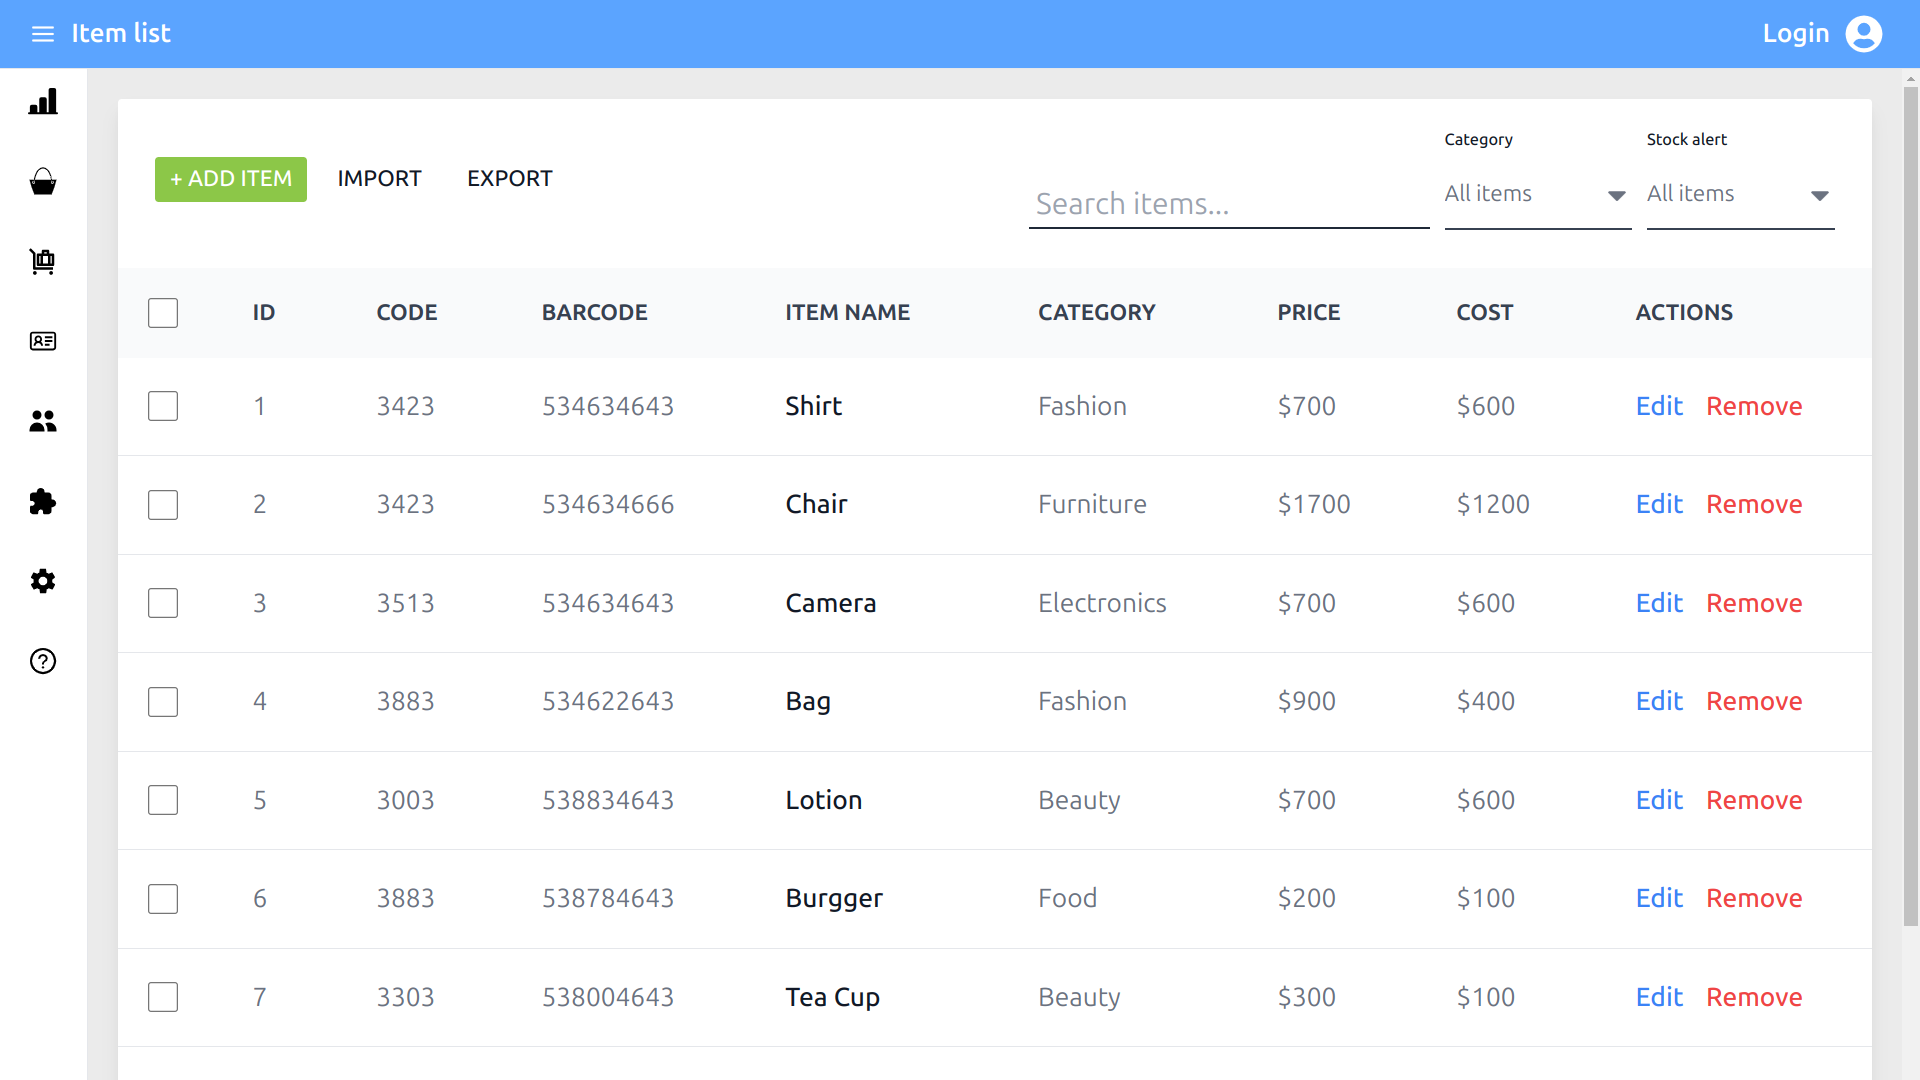 Item list
Login
Category
Stock alert
+ ADD ITEM IMPORT EXPORT
Search items...
All items
All items
ID CODE BARCODE ITEM NAME CATEGORY PRICE COST ACTIONS
1 3423 534634643 Shirt Fashion $700 $600 Edit Remove
2 3423 534634666 Chair Furniture $1700 $1200 Edit Remove
3 3513 534634643 Camera Electronics $700 $600 Edit Remove
4 3883 534622643 Bag Fashion $900 $400 Edit Remove
5 3003 538834643 Lotion Beauty $700 $600 Edit Remove
6 3883 538784643 Burgger Food $200 $100 Edit Remove
7 3303 538004643 Tea Cup Beauty $300 $100 Edit Remove